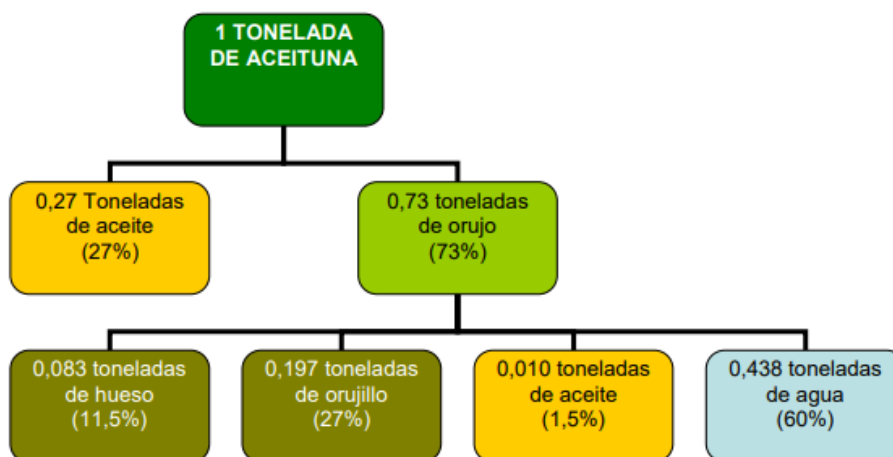 1 TONELADA
DE ACEITUNA
0,27 Toneladas
de aceite
(27%)
0,73 toneladas
de orujo
(73%)
0,083 toneladas
de hueso
(11,5%)
0,197 toneladas
de orujillo
(27%)
0,010 toneladas
de aceite
(1,5%)
0,438 toneladas
de agua
(60%)